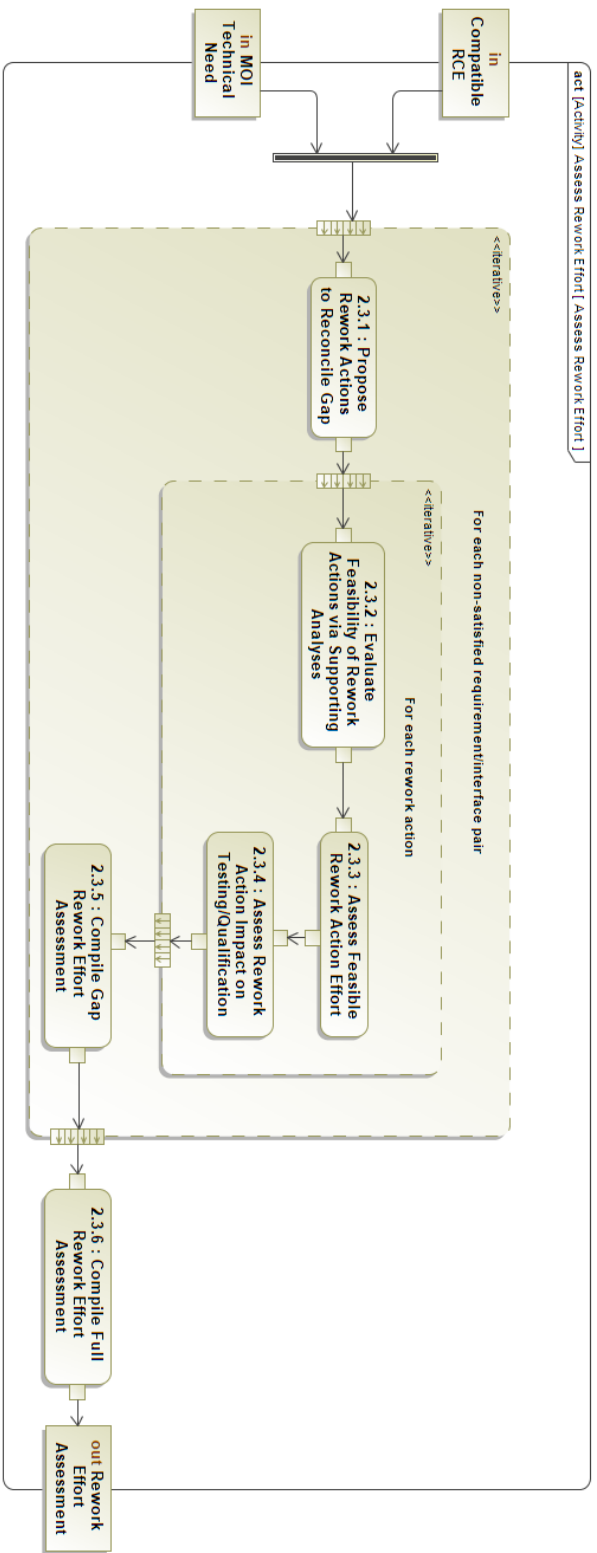 act [Activity] Assess Rework Effort [ Assess Rework Effort ]
in
Compatible
RCE
in MOI
Technical
Need
<<iterative>>
For each non-satisfied requirement/interface pair
2.3.1 : Propose
Rework Actions
to Reconcile Gap
<<iterative>>
For each rework action
2.3.2 : Evaluate
Feasibility of Rework
Actions via Supporting
Analyses
2.3.3 : Assess Feasible
Rework Action Effort
2.3.4 : Assess Rework
Action Impact on
Testing/Qualification
2.3.5 : Compile Gap
Rework Effort
Assessment
2.3.6 : Compile Full
Rework Effort
Assessment
out Rework
Effort
Assessment